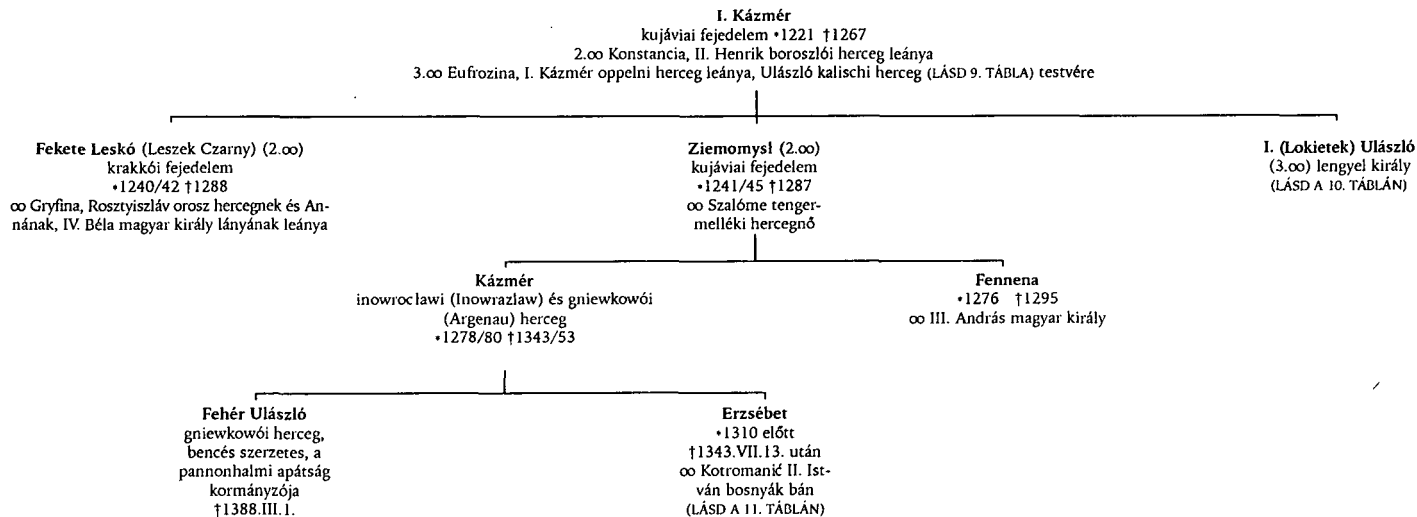 I. Kázmér
kujáviai fejedelem *1221 †1267
2.∞ Konstancia, II. Henrik boroszlói herceg leánya
3.∞ Eufrozina, I. Kázmér oppelni herceg leánya, Ulászló kalischi herceg (LÁSD 9. TÁBLA) testvére
Fekete Leskó (Leszek Czarny) (2.∞)
krakkói fejedelem
*1240/42 †1288
∞ Gryfina, Rosztyiszláv orosz hercegnek és An-
nának, IV. Béla magyar király lányának leánya
Ziemomysł (2.∞)
kujáviai fejedelem
*1241/45 †1287
∞ Szalóme tenger-
melléki hercegnő
I. (Lokietek) Ulászló
(3.∞) lengyel király
(LÁSD A 10. TÁBLÁN)
Kázmér
inowrocławi (Inowrazlaw) és gniewkowói
(Argenau) herceg
*1278/80 †1343/53
Fennena
*1276 †1295
∞ III. András magyar király
Fehér Ulászló
gniewkowói herceg,
bencés szerzetes, a
pannonhalmi apátság
kormányzója
†1388.III.1.
Erzsébet
*1310 előtt
†1343.VII.13. után
∞ Kotromanić II. Ist-
ván bosnyák bán
(LÁSD A 11. TÁBLÁN)